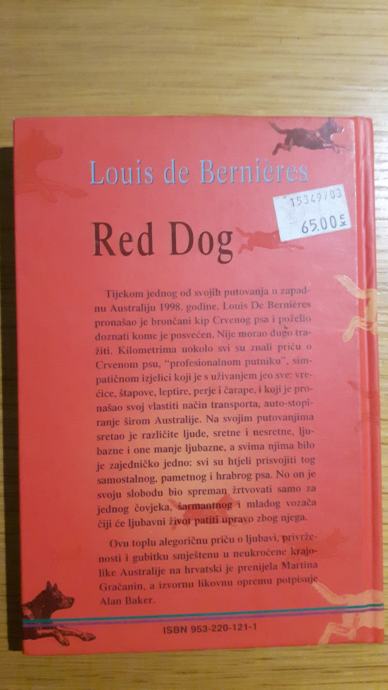 Louis de Bernières
15349/03
65.00
Red Dog
Tijekom jednog od svojih putovanja u zapad-
nu Australiju 1998. godine, Louis De Bernières
pronašao je brončani kip Crvenog psa i poželio
doznati kome je posvećen. Nije morao dugo tra-
žiti. Kilometrima uokolo svi su znali priču o
Crvenom psu, “profesionalnom putniku”, sim-
patičnom izjelici koji je s uživanjem jeo sve: vre-
ćice, štapove, leptire, perje i čarape, i koji je pro-
našao svoj vlastiti način transporta, auto-stopi-
ranje širom Australije. Na svojim putovanjima
sretao je različite ljude, sretne i nesretne, lju-
bazne i one manje ljubazne, a svima njima bilo
je zajedničko jedno: svi su htjeli prisvojiti tog
samostalnog, pametnog i hrabrog psa. No on je
svoju slobodu bio spreman žrtvovati samo za
jednog čovjeka, šarmantnog i mladog vozača
čiji će ljubavni život patiti upravo zbog njega.
Ovu toplu alegoričnu priču o ljubavi, privrže-
nosti i gubitku smještenu u neukroćene krajo-
like Australije na hrvatski je prenijela Martina
Gračanin, a izvornu likovnu opremu potpisuje
Alan Baker.
ISBN 953-220-121-1